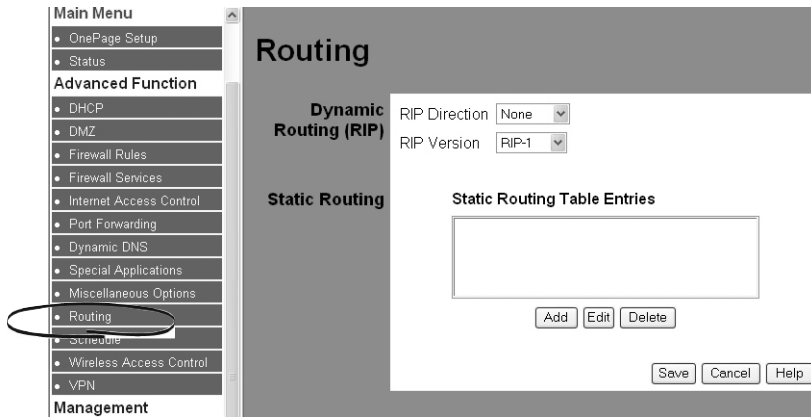 Main Menu
OnePage Setup
Status
Advanced Function
DHCP
DMZ
Firewall Rules
Firewall Services
Internet Access Control
Port Forwarding
Dynamic DNS
Special Applications
Miscellaneous Options
Routing
Schedule
Wireless Access Control
VPN
Management
Routing
Dynamic Routing (RIP)
RIP Direction None
RIP Version RIP-1
Static Routing
Static Routing Table Entries
Add Edit Delete
Save Cancel Help